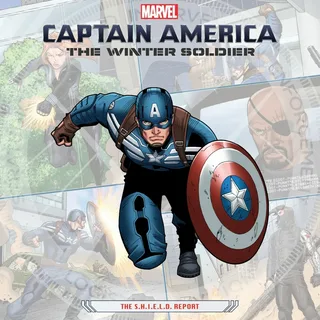 MARVEL
CAPTAIN AMERICA
THE WINTER SOLDIER
A
THE S.H.I.E.L.D. REPORT